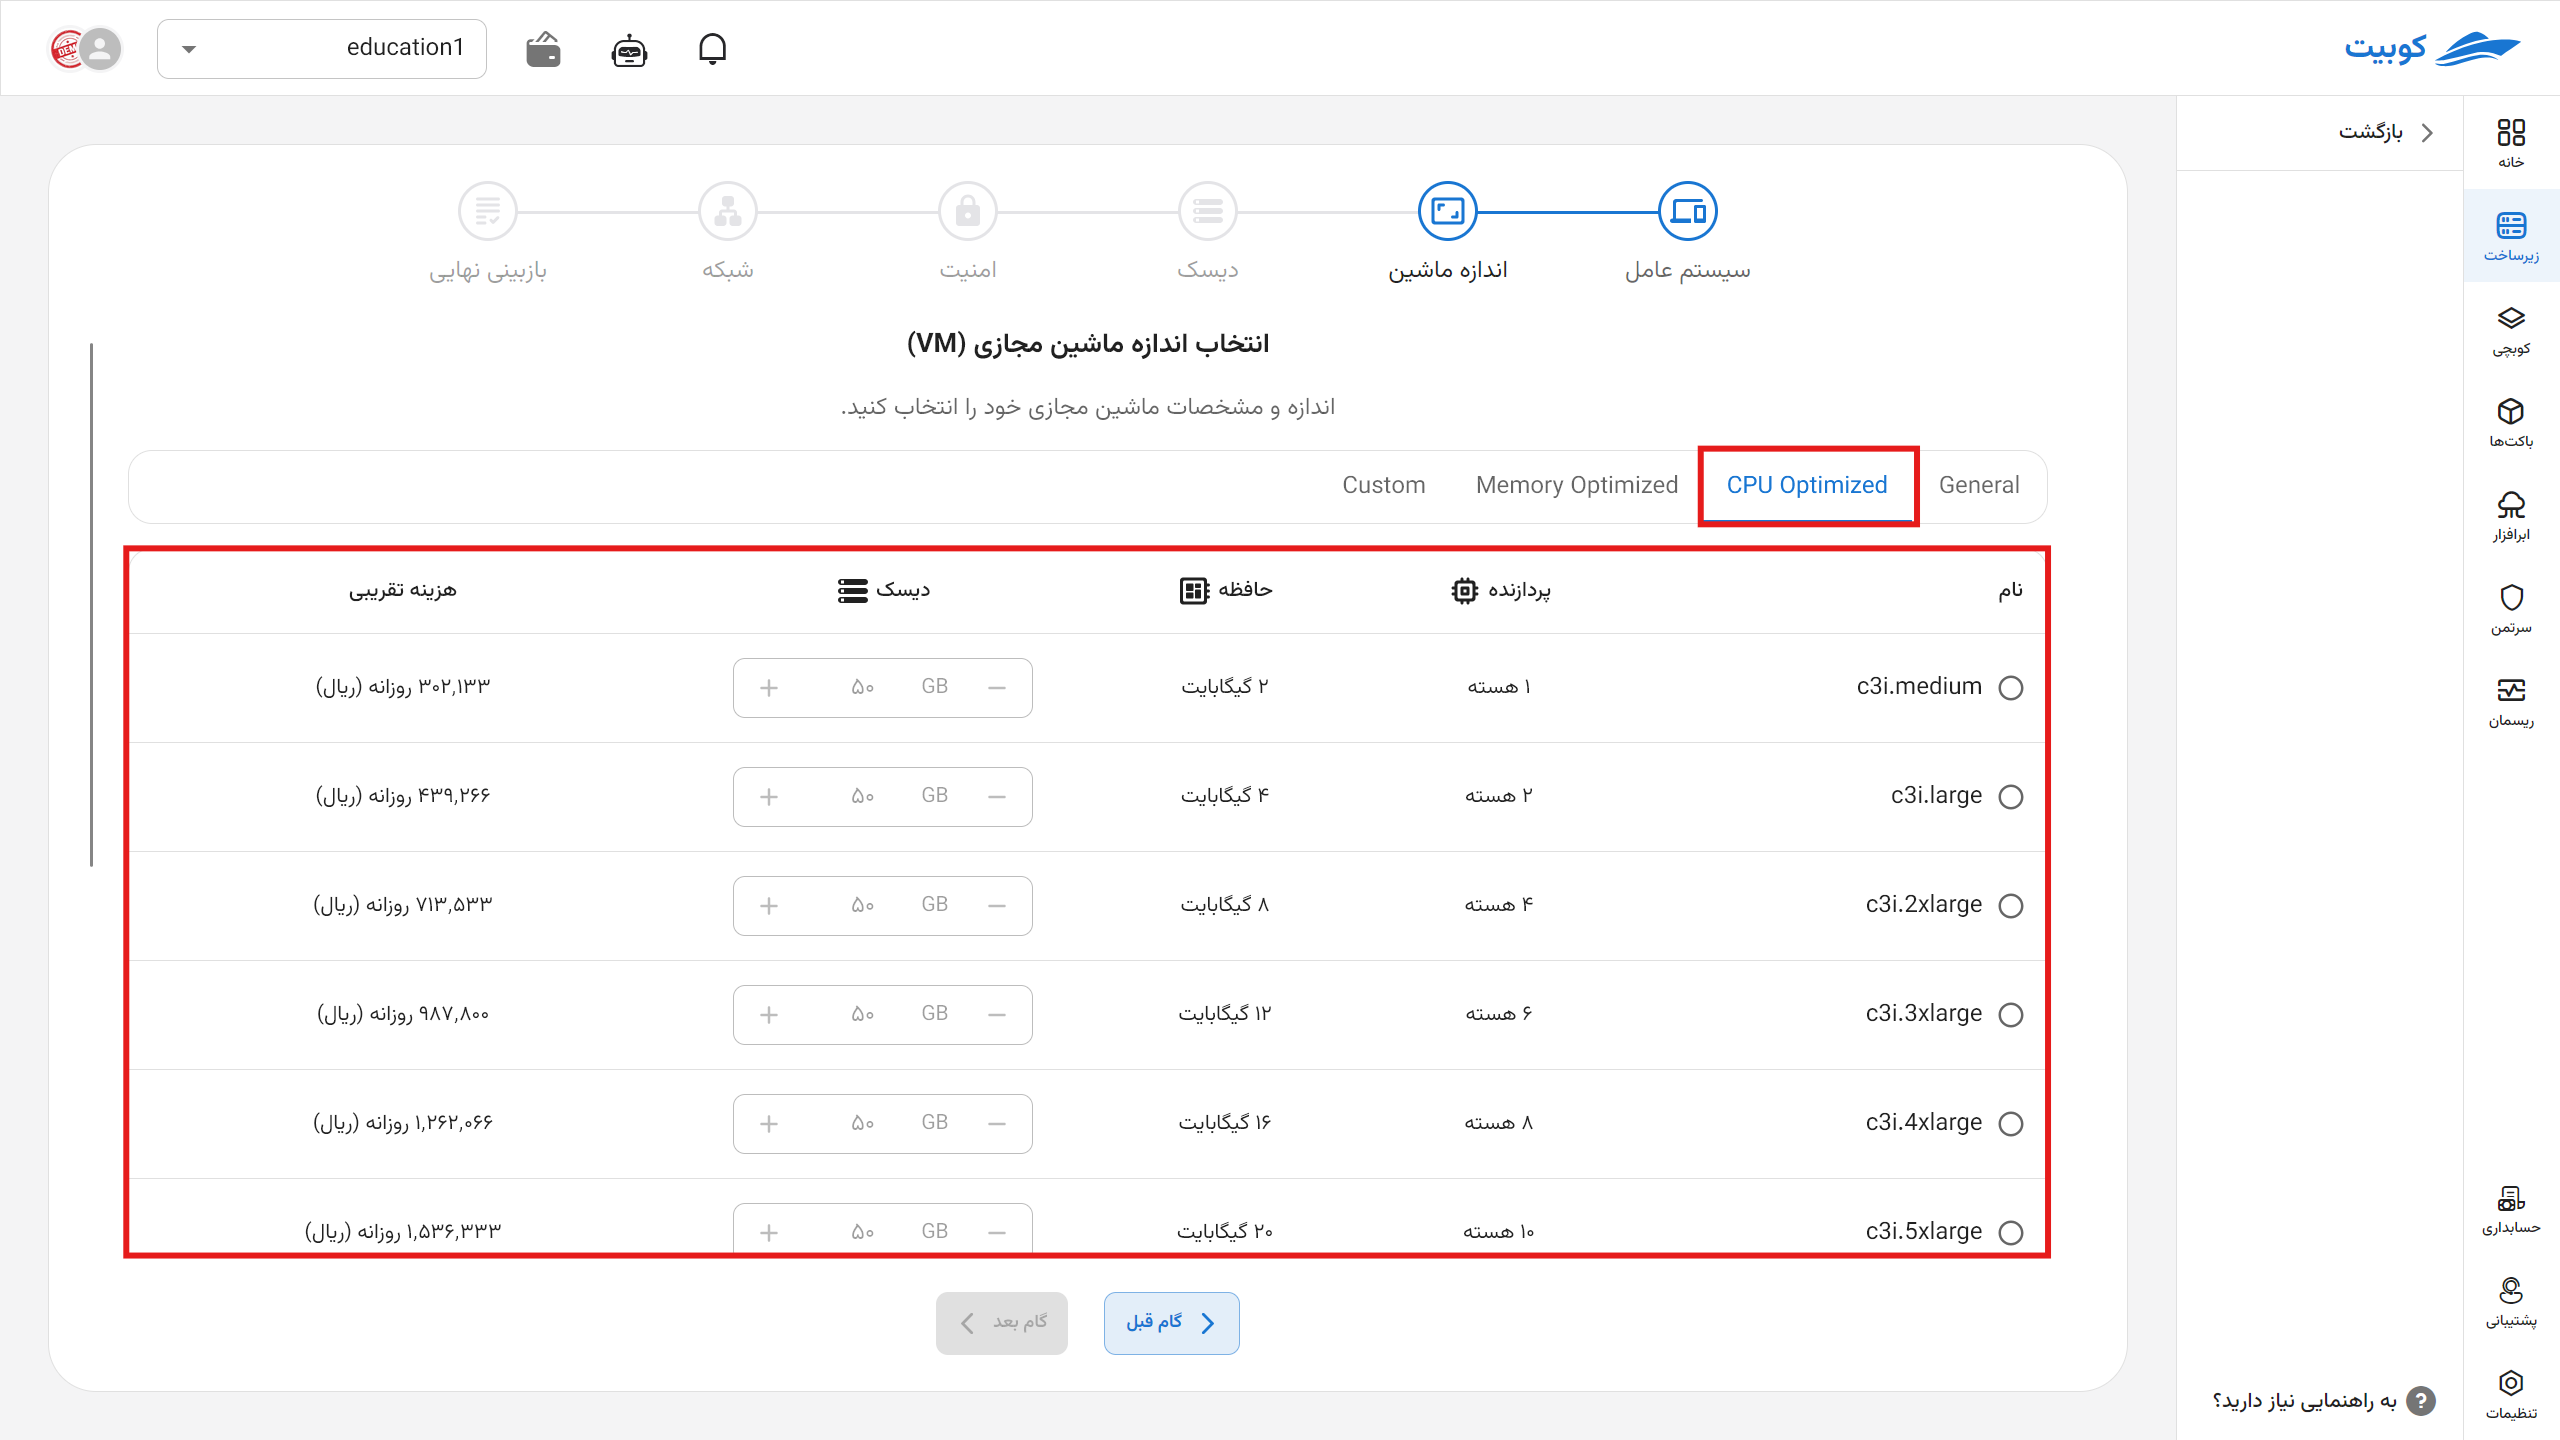 کوبیت
education1
DEMO
خانه
زیرساخت
کوبچی
باکت‌ها
ابرافزار
سرتمن
ریسمان
حسابداری
پشتیبانی
تنظیمات
بازگشت
به راهنمایی نیاز دارید؟
سیستم عامل
اندازه ماشین
دیسک
امنیت
شبکه
بازبینی نهایی
انتخاب اندازه ماشین مجازی (VM)
اندازه و مشخصات ماشین مجازی خود را انتخاب کنید.
General CPU Optimized Memory Optimized Custom
نام پردازنده حافظه دیسک هزینه تقریبی
c3i.medium ۱ هسته ۲ گیگابایت − GB ۵۰ + ۳۰۲,۱۳۳ روزانه (ریال)
c3i.large ۲ هسته ۴ گیگابایت − GB ۵۰ + ۴۳۹,۲۶۶ روزانه (ریال)
c3i.2xlarge ۴ هسته ۸ گیگابایت − GB ۵۰ + ۷۱۳,۵۳۳ روزانه (ریال)
c3i.3xlarge ۶ هسته ۱۲ گیگابایت − GB ۵۰ + ۹۸۷,۸۰۰ روزانه (ریال)
c3i.4xlarge ۸ هسته ۱۶ گیگابایت − GB ۵۰ + ۱,۲۶۲,۰۶۶ روزانه (ریال)
c3i.5xlarge ۱۰ هسته ۲۰ گیگابایت − GB ۵۰ + ۱,۵۳۶,۳۳۳ روزانه (ریال)
گام قبل
گام بعد